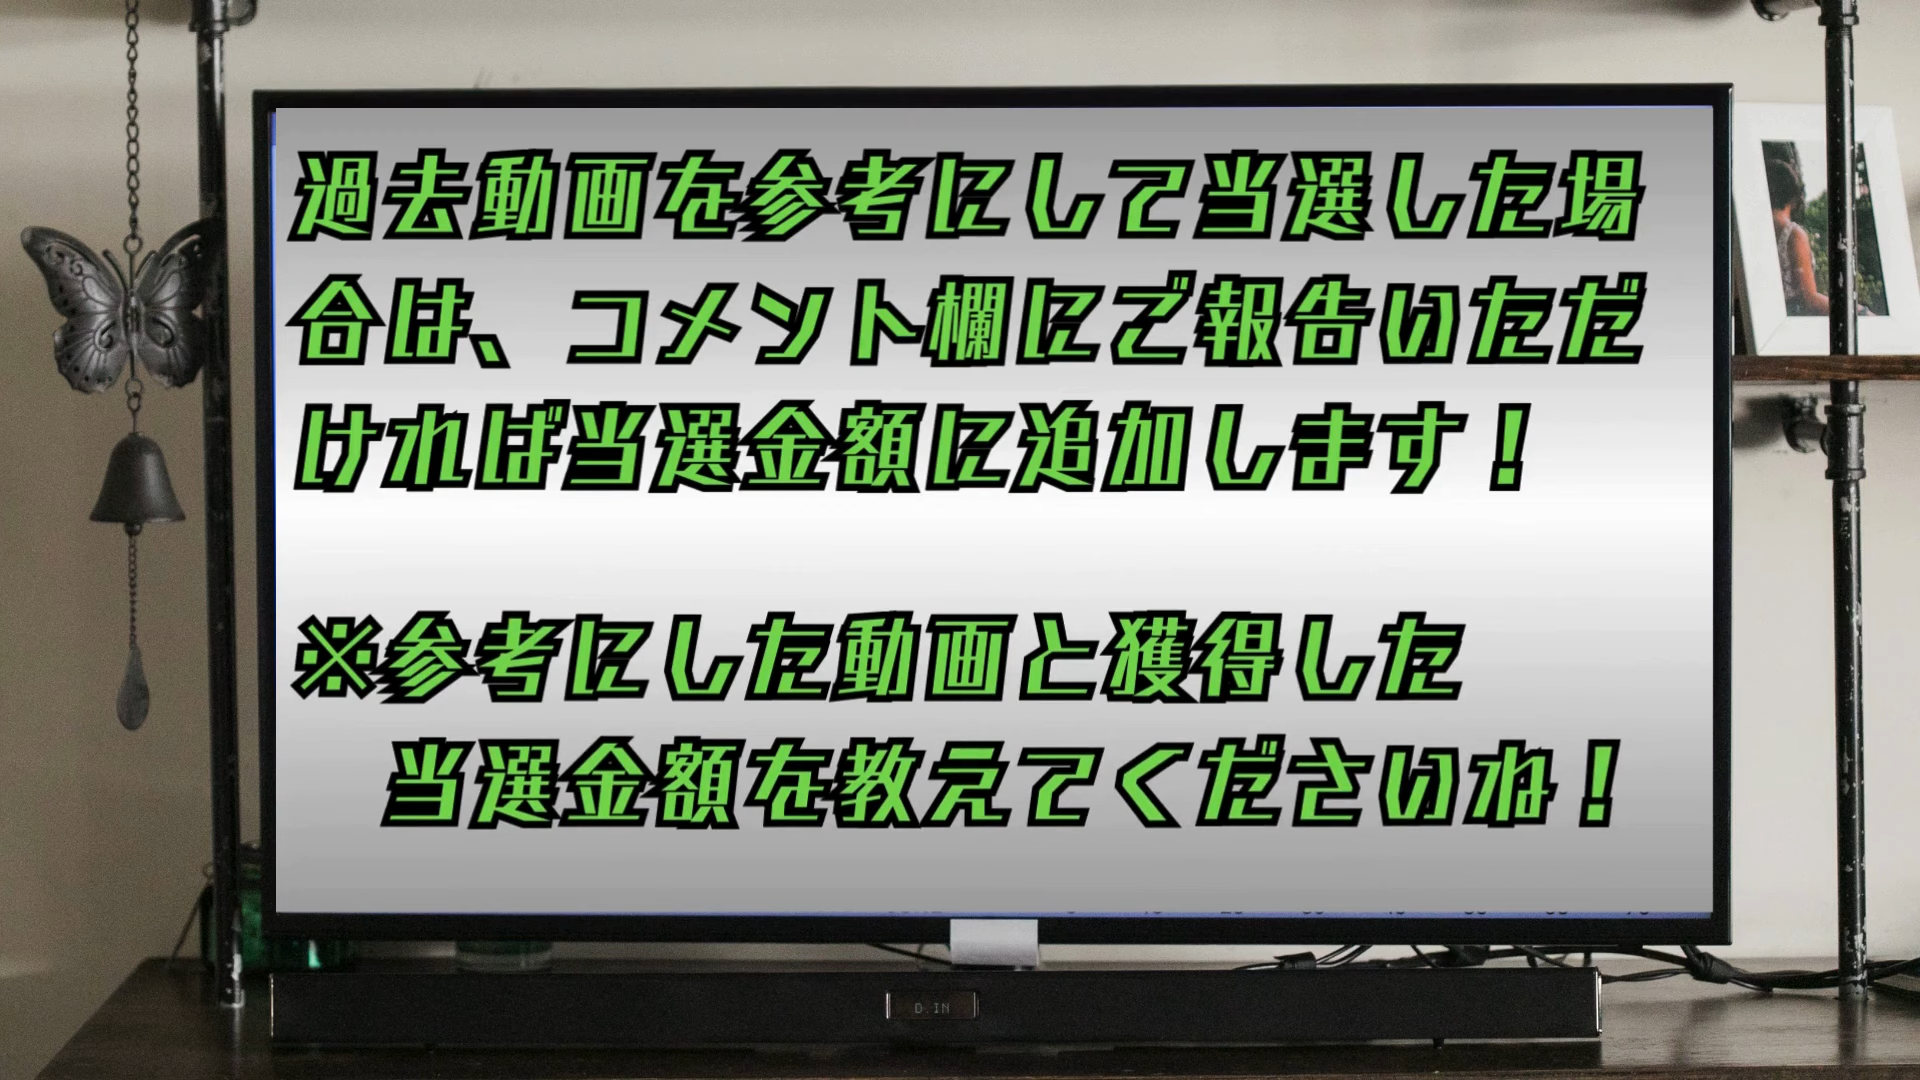 過去動画を参考にして当選した場
合は、コメント欄にご報告いただ
ければ当選金額に追加します！
※参考にした動画と獲得した
当選金額を教えてくださいね！
D.IN